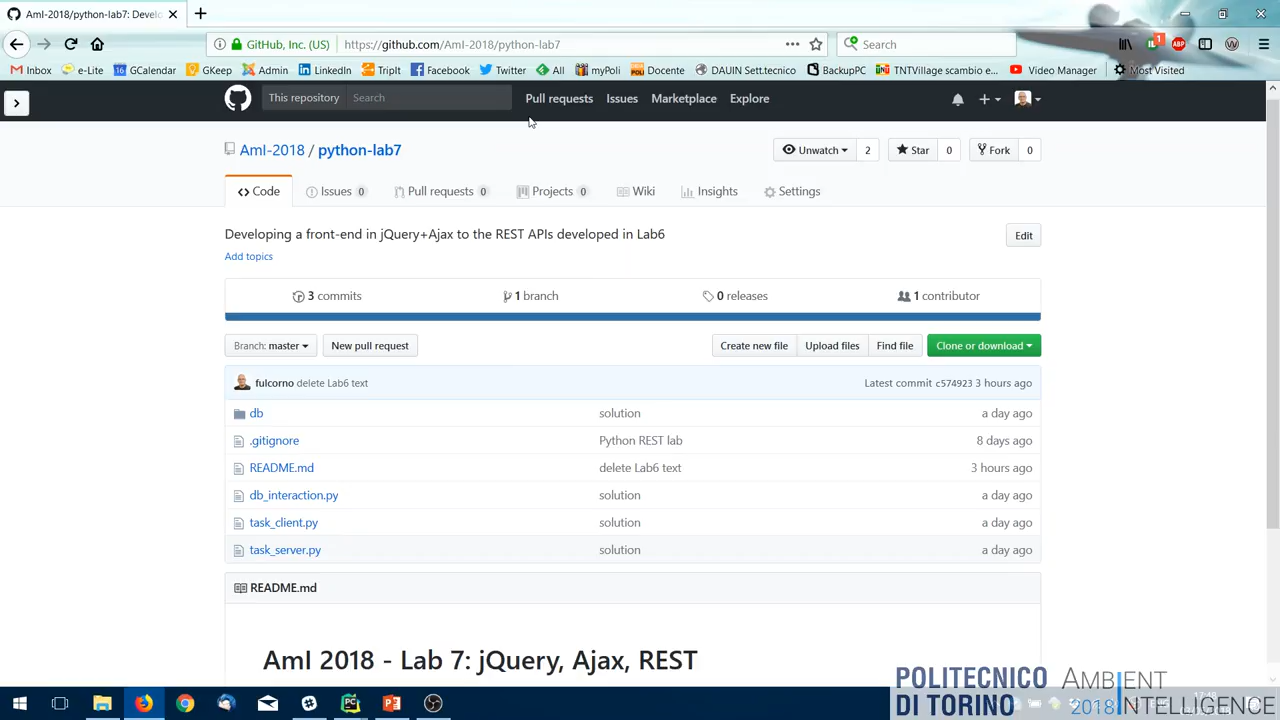 AmI-2018/python-lab7: Develo
GitHub, Inc. (US) https://github.com/AmI-2018/python-lab7 Search
1 ABP
Inbox e-Lite GCalendar GKeep Admin LinkedIn TripIt Facebook Twitter All myPoli Docente DAUIN Sett.tecnico BackupPC TNTVillage scambio e... Video Manager Most Visited
This repository Search Pull requests Issues Marketplace Explore
AmI-2018 / python-lab7 Unwatch 2 Star 0 Fork 0
Code Issues 0 Pull requests 0 Projects 0 Wiki Insights Settings
Developing a front-end in jQuery+Ajax to the REST APIs developed in Lab6 Edit
Add topics
3 commits 1 branch 0 releases 1 contributor
Branch: master New pull request Create new file Upload files Find file Clone or download
fulcorno delete Lab6 text Latest commit c574923 3 hours ago
db solution a day ago
.gitignore Python REST lab 8 days ago
README.md delete Lab6 text 3 hours ago
db_interaction.py solution a day ago
task_client.py solution a day ago
task_server.py solution a day ago
README.md
AmI 2018 - Lab 7: jQuery, Ajax, REST
POLITECNICO DI TORINO
AMBIENT 2018 INTELLIGENCE